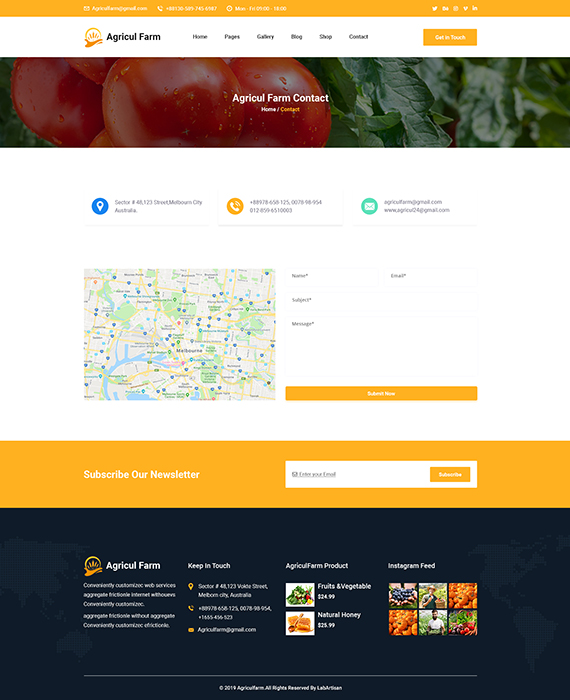 Agriculfarm@gmail.com +88130-589-745-6987 Mon - Fri 09:00 - 18:00
Agricul Farm Home Pages Gallery Blog Shop Contact Get In Touch
Agricul Farm Contact
Home / Contact
Sector # 48,123 Street,Melbourn City
Australia.
+88978-658-125, 0078-98-954
012-859-6510003
agriculfarm@gmail.com
www,agricul24@gmail.com
Melbourne
Name* Email*
Subject*
Message*
Submit Now
Subscribe Our Newsletter
Enter your Email
Subscribe
Agricul Farm
Conveniently customizec web services
aggregate frictionle internet withouevs
Conveniently customizec.
aggregate frictionle without aggregate
Conveniently customizec efrictionle.
Keep In Touch
Sector # 48,123 Vokte Street,
Melborn city, Australia
+88978-658-125, 0078-98-954,
+1655-456-523
Agriculfarm@gmail.com
AgriculFarm Product
Fruits &Vegetable
$24.99
Natural Honey
$25.99
Instagram Feed
© 2019 Agriculfarm.All Rights Reserved By LabArtisan